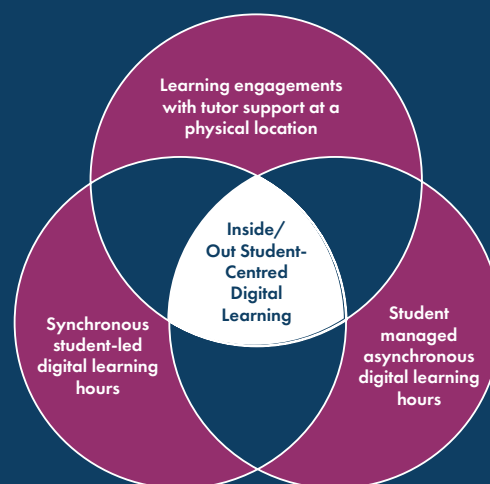 Learning engagements
with tutor support at a
physical location
Inside/
Out Student-
Centred
Digital
Learning
Synchronous
student-led
digital learning
hours
Student
managed
asynchronous
digital learning
hours